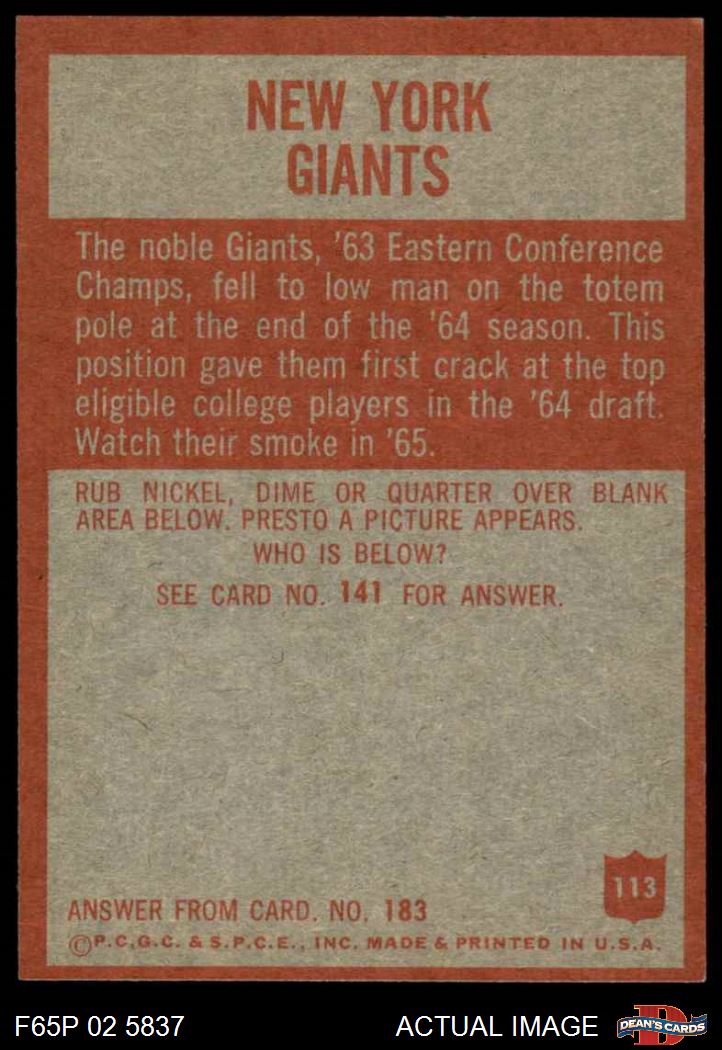 NEW YORK
GIANTS
The noble Giants, '63 Eastern Conference
Champs, fell to low man on the totem
pole at the end of the '64 season. This
position gave them first crack at the top
eligible college players in the '64 draft.
Watch their smoke in '65.
RUB NICKEL, DIME OR QUARTER OVER BLANK
AREA BELOW. PRESTO A PICTURE APPEARS.
WHO IS BELOW?
SEE CARD NO. 141 FOR ANSWER.
113
ANSWER FROM CARD. NO. 183
©P.C.G.C. & S.P.C.E., INC. MADE & PRINTED IN U.S.A.
F65P 02 5837
ACTUAL IMAGE
D
DEAN'S CARDS